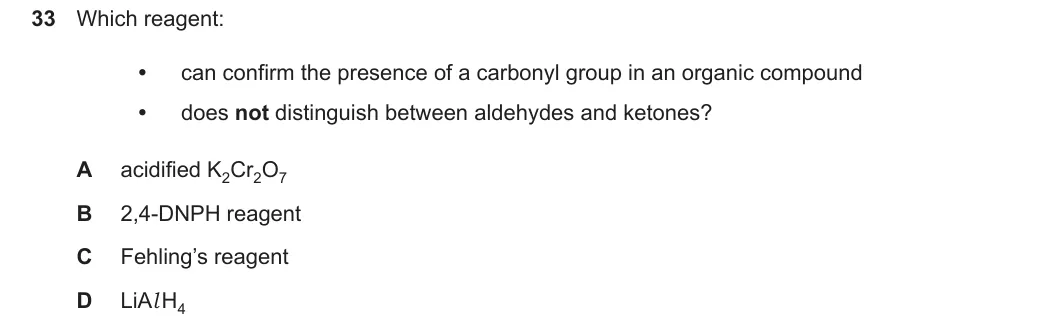 33 Which reagent:
• can confirm the presence of a carbonyl group in an organic compound
• does not distinguish between aldehydes and ketones?
A acidified K₂Cr₂O₇
B 2,4-DNPH reagent
C Fehling’s reagent
D LiAlH₄